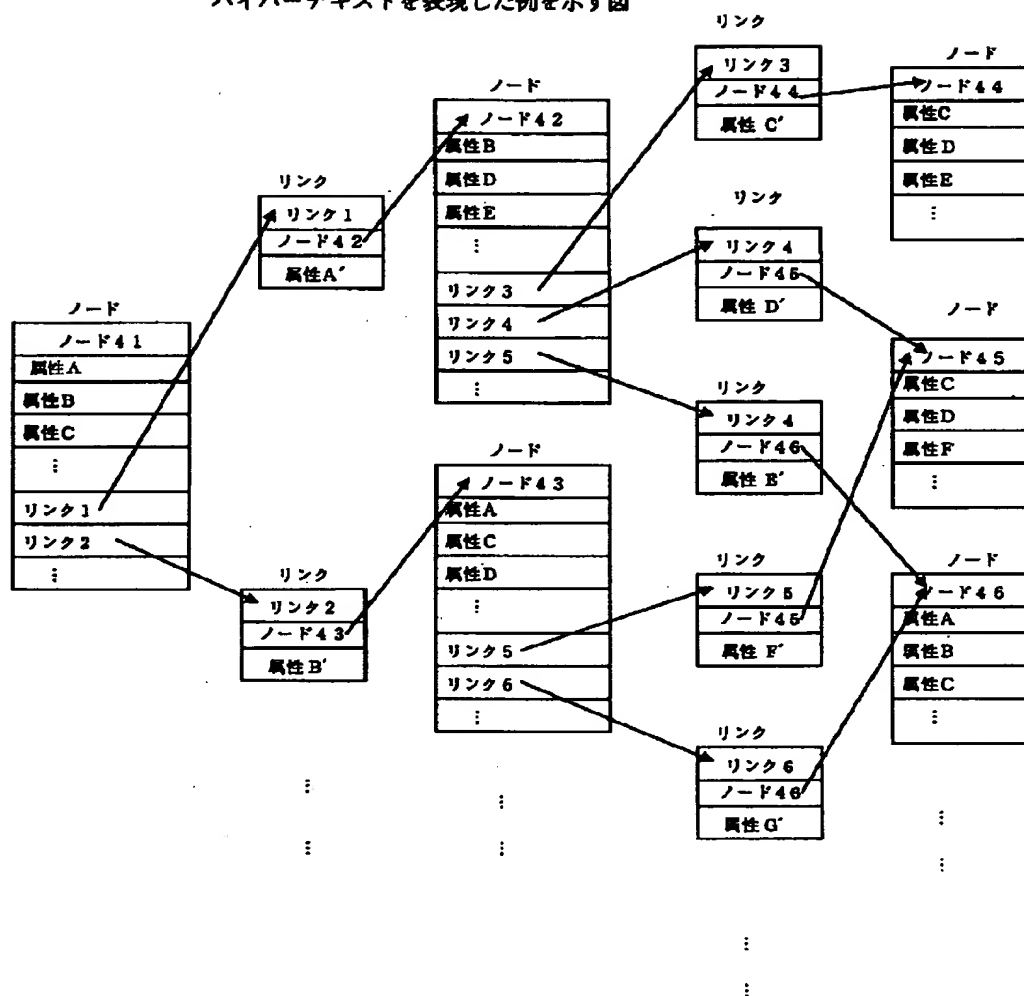 ハイパーテキストを表現した例を示す図
ノード
ノード41
属性A
属性B
属性C
⋮
リンク1
リンク2
⋮
リンク
リンク1
ノード42
属性A´
リンク
リンク2
ノード43
属性B´
⋮
⋮
ノード
ノード42
属性B
属性D
属性E
⋮
リンク3
リンク4
リンク5
⋮
ノード
ノード43
属性A
属性C
属性D
⋮
リンク5
リンク6
⋮
⋮
⋮
リンク
リンク3
ノード44
属性 C´
リンク
リンク4
ノード45
属性 D´
リンク
リンク4
ノード46
属性 E´
リンク
リンク5
ノード45
属性 F´
リンク
リンク6
ノード46
属性 G´
⋮
⋮
ノード
ノード44
属性C
属性D
属性E
⋮
ノード
ノード45
属性C
属性D
属性F
⋮
ノード
ノード46
属性A
属性B
属性C
⋮
⋮
⋮